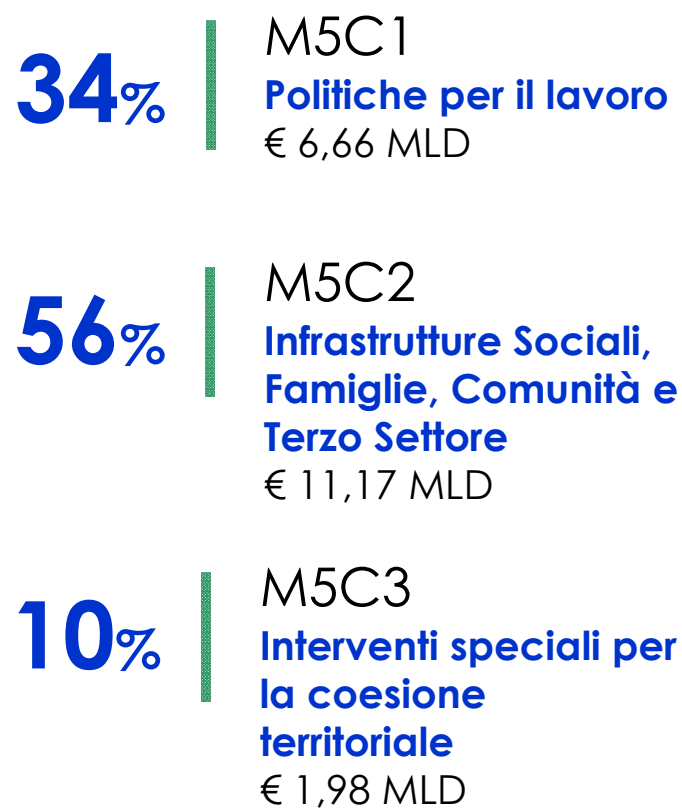 34%
M5C1
Politiche per il lavoro
€ 6,66 MLD
56%
M5C2
Infrastrutture Sociali,
Famiglie, Comunità e
Terzo Settore
€ 11,17 MLD
10%
M5C3
Interventi speciali per
la coesione
territoriale
€ 1,98 MLD